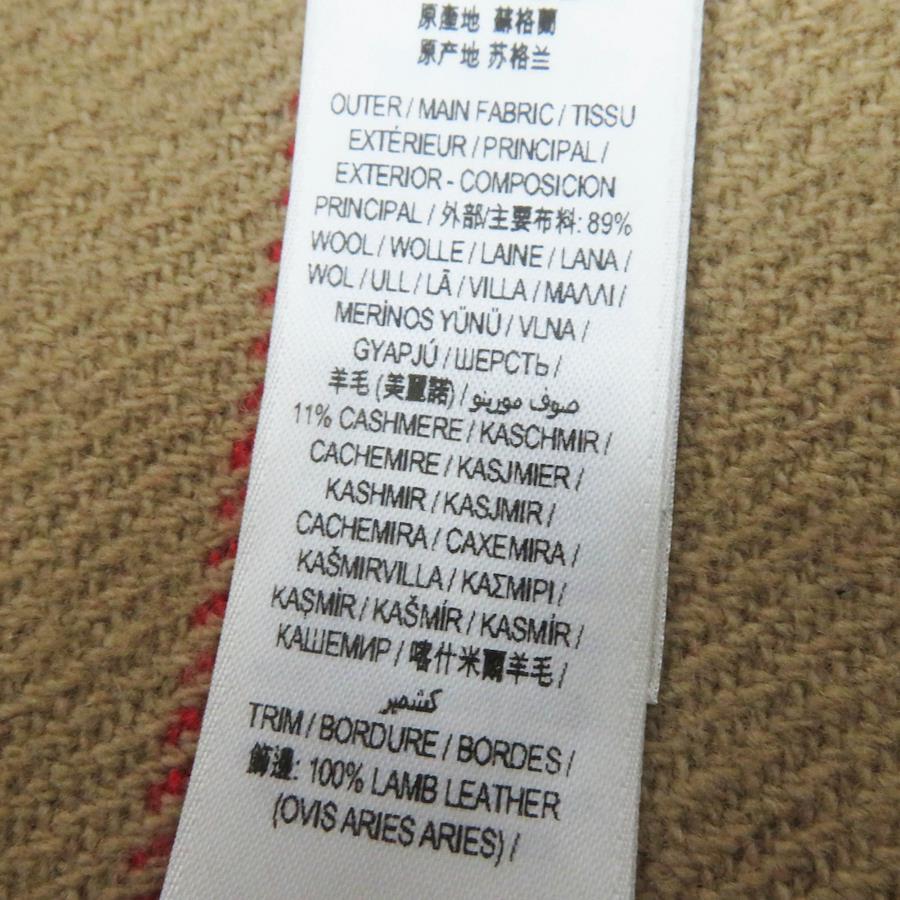 原產地 蘇格蘭
原产地 苏格兰
OUTER / MAIN FABRIC / TISSU
EXTÉRIEUR / PRINCIPAL /
EXTERIOR - COMPOSICION
PRINCIPAL / 外部/主要布料: 89%
WOOL / WOLLE / LAINE / LANA /
WOL / ULL / LÃ / VILLA / ΜΑΛΛΙ /
MERİNOS YÜNÜ / VLNA /
GYAPJÚ / ШЕРСТЬ /
羊毛 (美麗諾) / صوف مورينو
11% CASHMERE / KASCHMIR /
CACHEMIRE / KASJMIER /
KASHMIR / KASJMIR /
CACHEMIRA / CAXEMIRA /
KAŠMIRVILLA / ΚΑΣΜΙΡΙ /
KAŞMİR / KAŠMÍR / KASMÍR /
КАШЕМИР / 喀什米爾羊毛 /
كشمير
TRIM / BORDURE / BORDES /
飾邊: 100% LAMB LEATHER
(OVIS ARIES ARIES) /